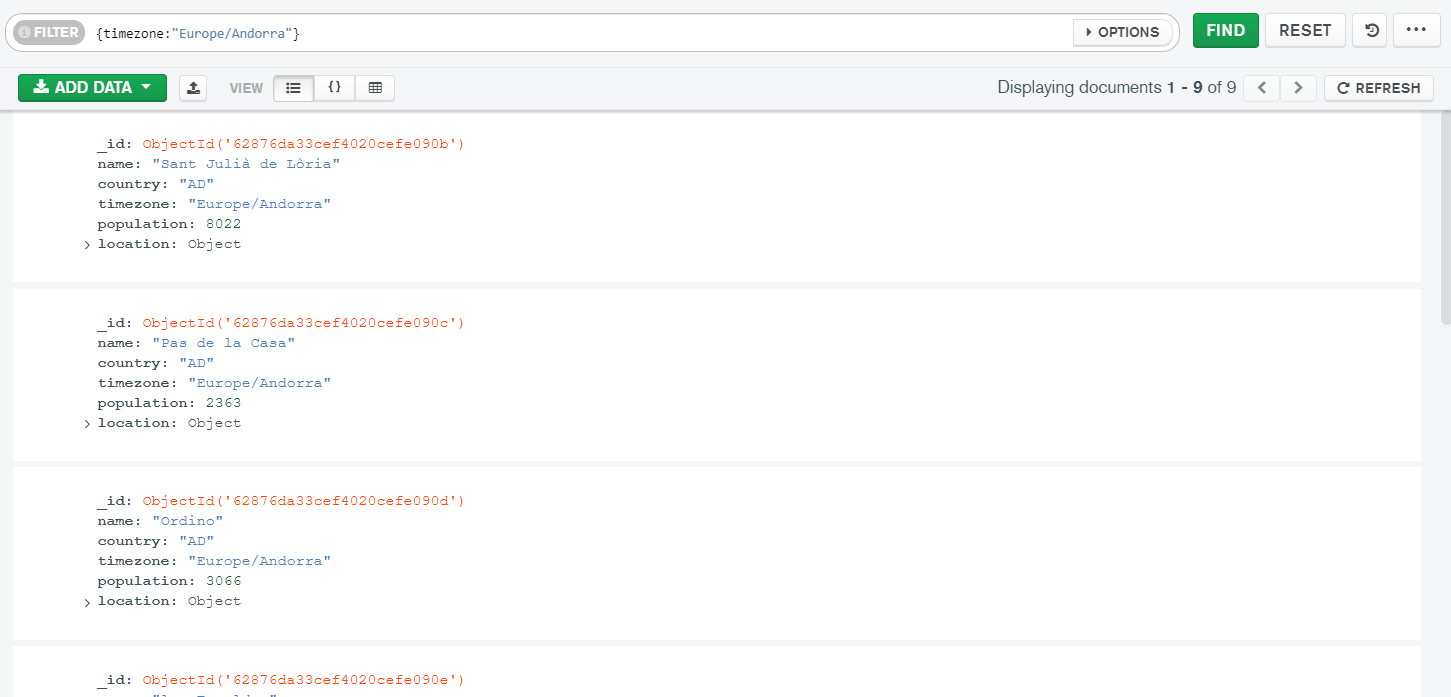 FILTER {timezone:"Europe/Andorra"} OPTIONS FIND RESET
ADD DATA VIEW {} Displaying documents 1 - 9 of 9 REFRESH
_id: ObjectId('62876da33cef4020cefe090b')
name: "Sant Julià de Lòria"
country: "AD"
timezone: "Europe/Andorra"
population: 8022
location: Object
_id: ObjectId('62876da33cef4020cefe090c')
name: "Pas de la Casa"
country: "AD"
timezone: "Europe/Andorra"
population: 2363
location: Object
_id: ObjectId('62876da33cef4020cefe090d')
name: "Ordino"
country: "AD"
timezone: "Europe/Andorra"
population: 3066
location: Object
_id: ObjectId('62876da33cef4020cefe090e')